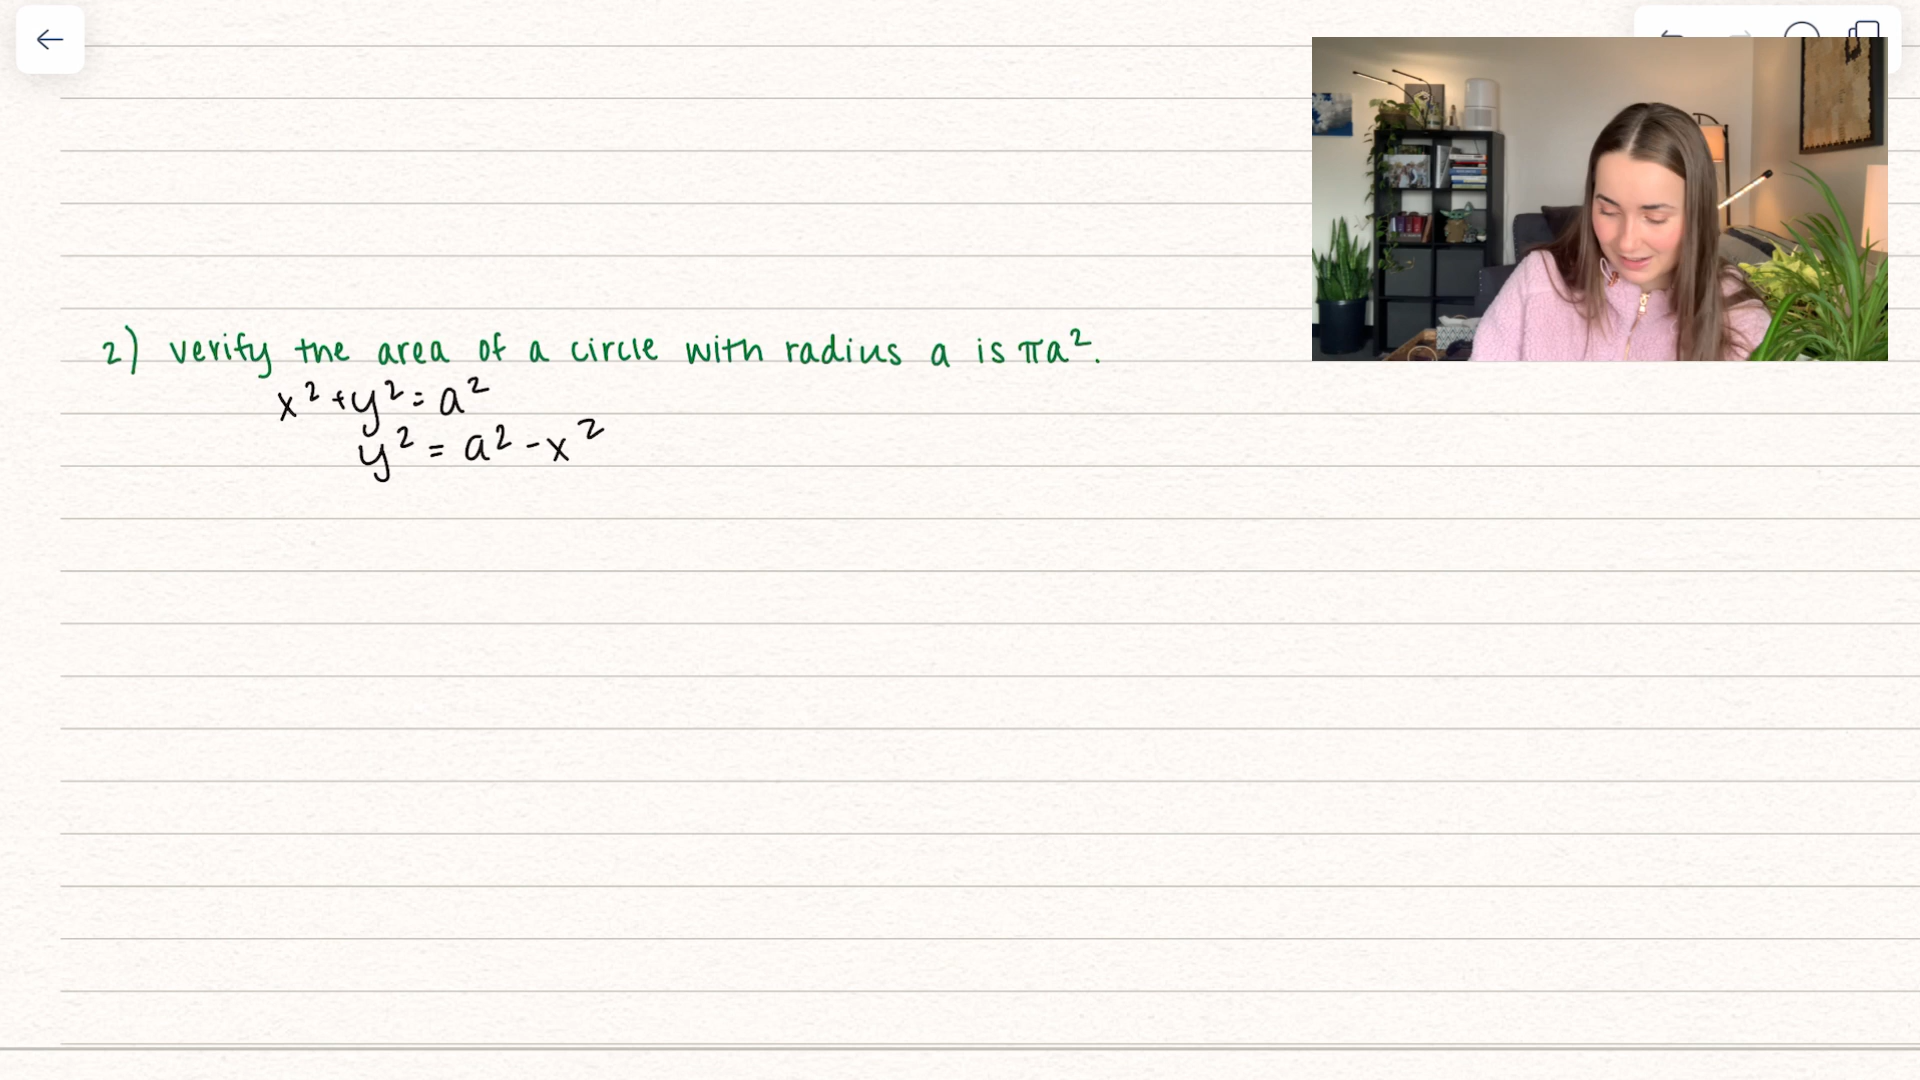 2) verify the area of a circle with radius a is πa².
x² + y² = a²
y² = a² - x²